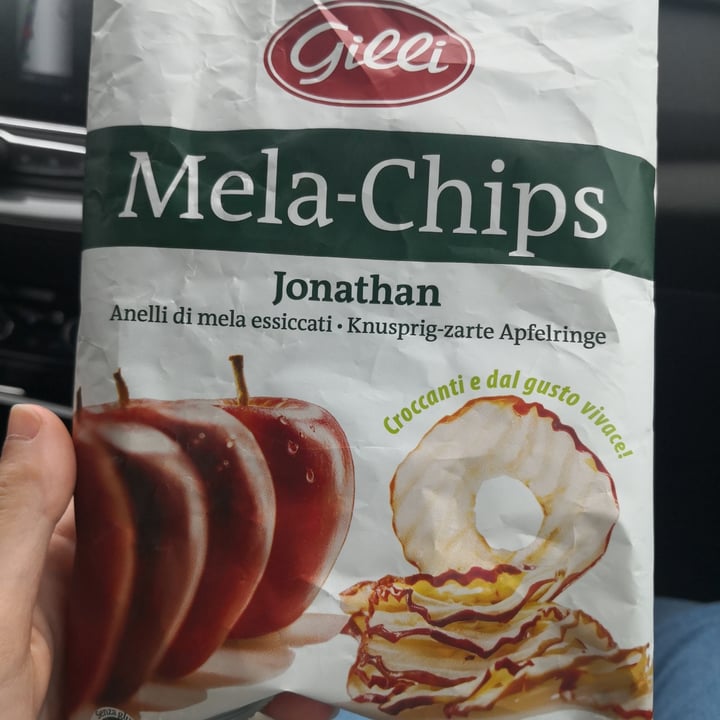 Gilli
Mela-Chips
Jonathan
Anelli di mela essiccati • Knusprig-zarte Apfelringe
Croccanti e dal gusto vivace!